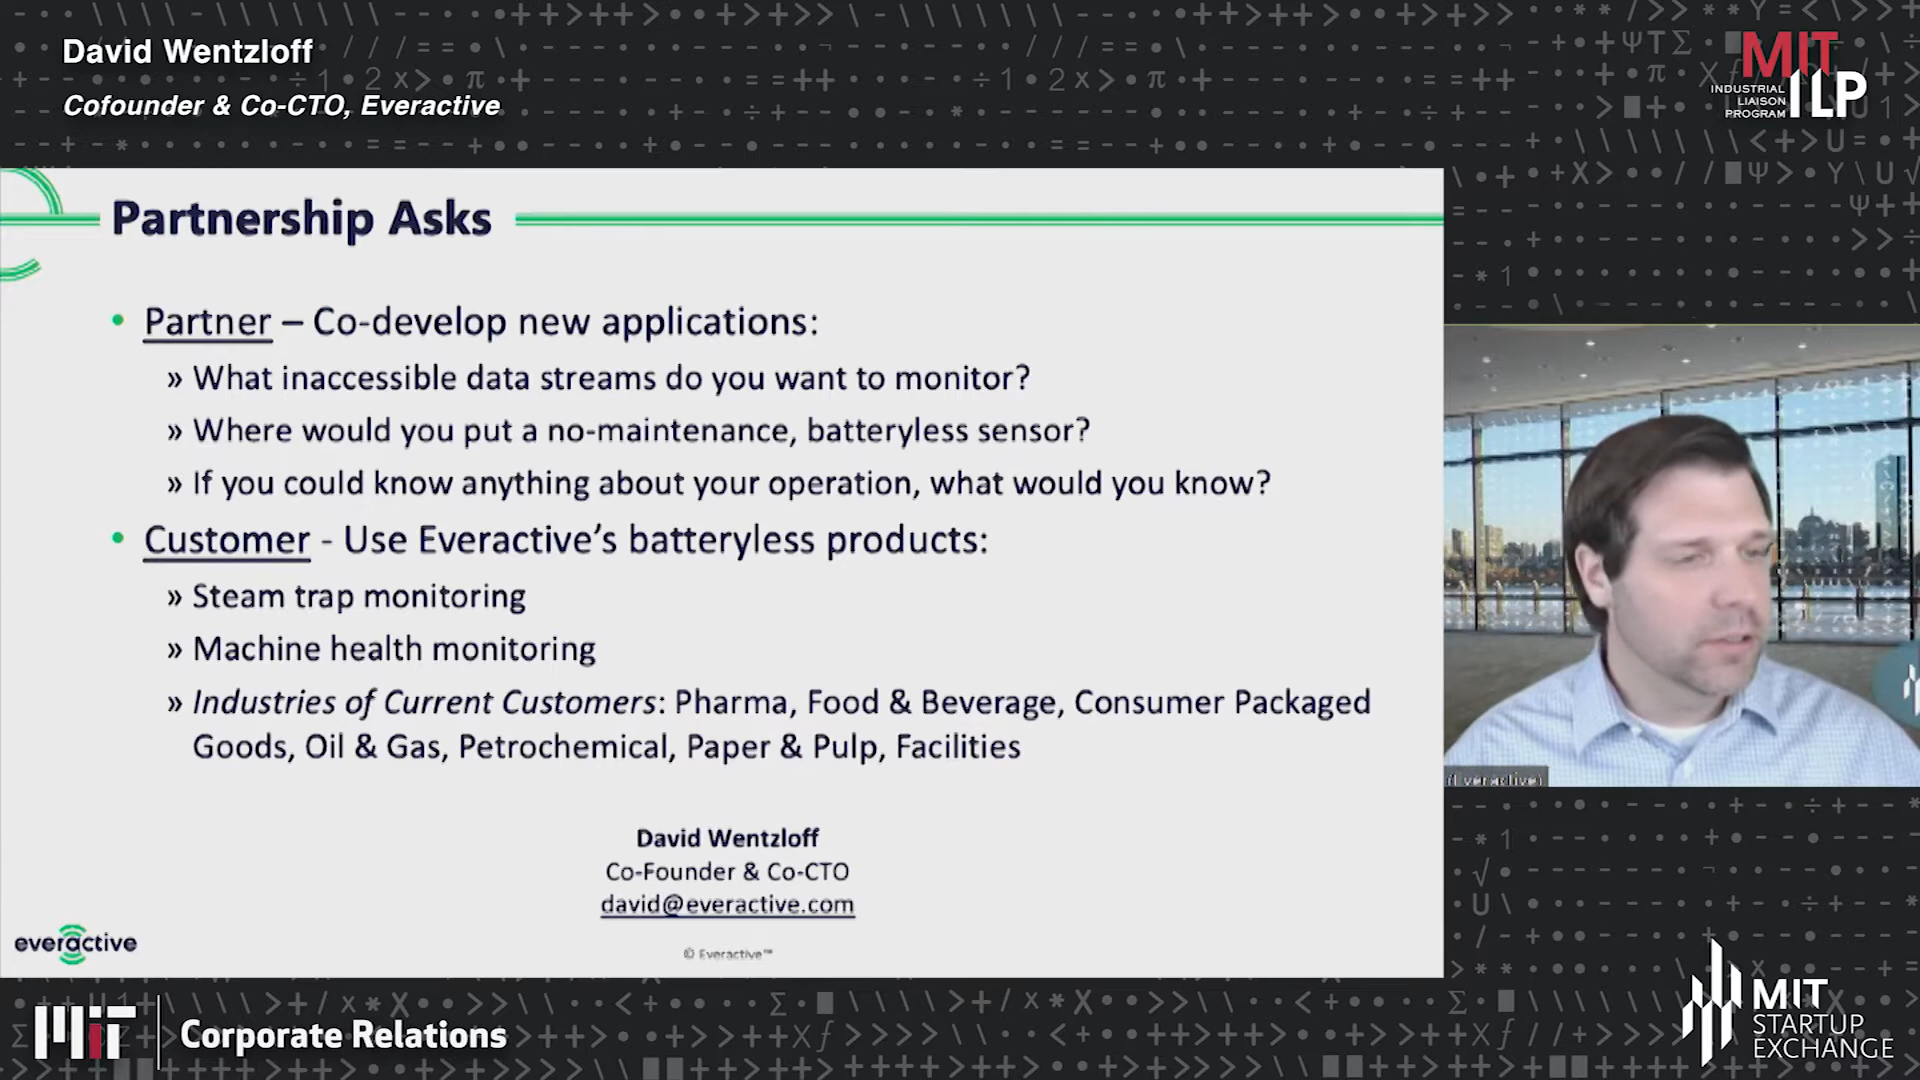 David Wentzloff
Cofounder & Co-CTO, Everactive
MIT
ILP
INDUSTRIAL
LIAISON
PROGRAM
Partnership Asks
• Partner – Co-develop new applications:
» What inaccessible data streams do you want to monitor?
» Where would you put a no-maintenance, batteryless sensor?
» If you could know anything about your operation, what would you know?
• Customer - Use Everactive’s batteryless products:
» Steam trap monitoring
» Machine health monitoring
» Industries of Current Customers: Pharma, Food & Beverage, Consumer Packaged
Goods, Oil & Gas, Petrochemical, Paper & Pulp, Facilities
David Wentzloff
Co-Founder & Co-CTO
david@everactive.com
everactive
© Everactive™
(Everactive)
MIT
Corporate Relations
MIT
STARTUP
EXCHANGE